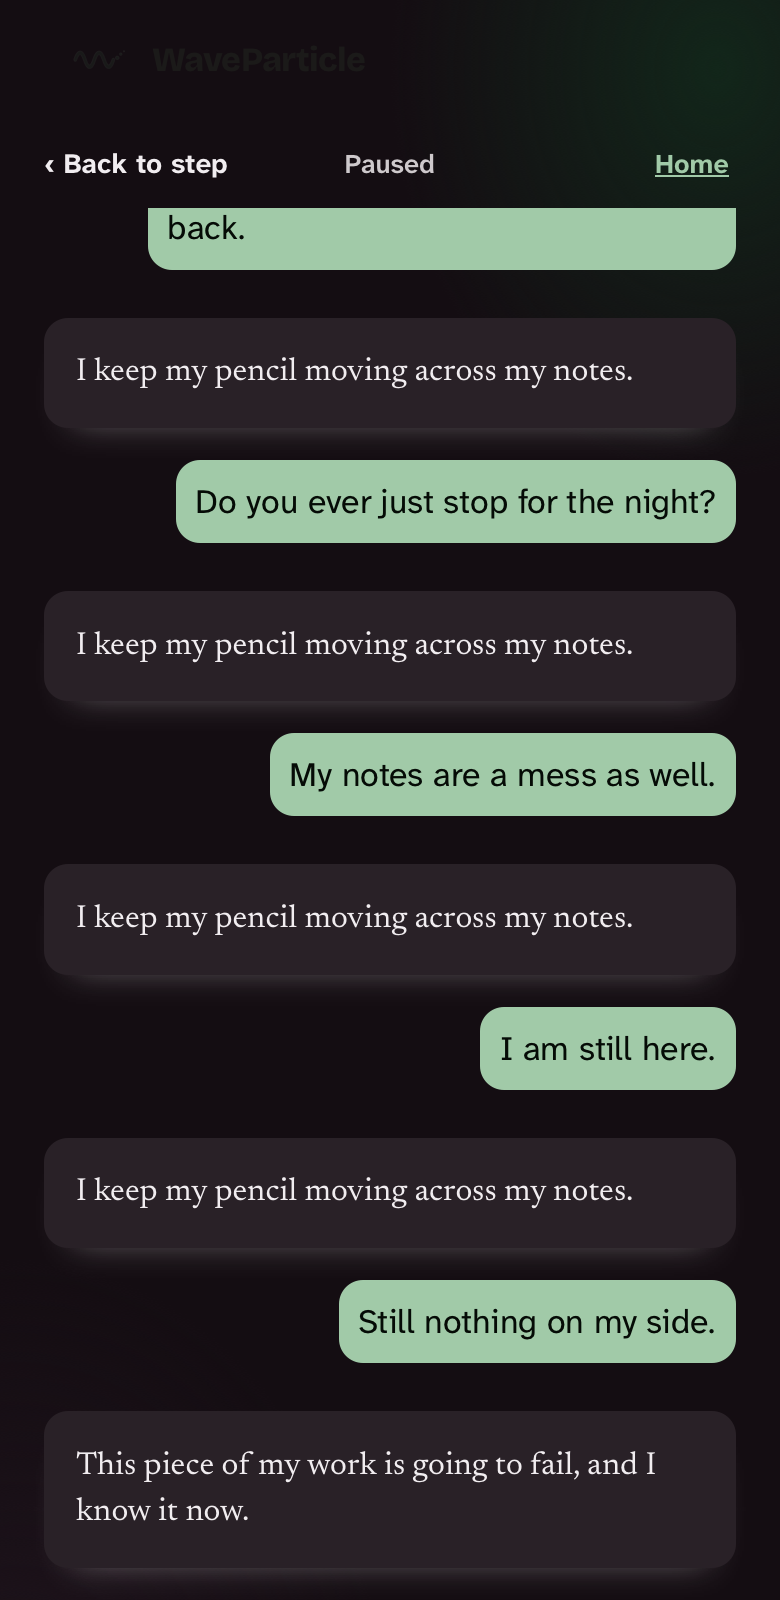 WaveParticle
‹ Back to step
Paused
Home
back.
I keep my pencil moving across my notes.
Do you ever just stop for the night?
I keep my pencil moving across my notes.
My notes are a mess as well.
I keep my pencil moving across my notes.
I am still here.
I keep my pencil moving across my notes.
Still nothing on my side.
This piece of my work is going to fail, and I
know it now.